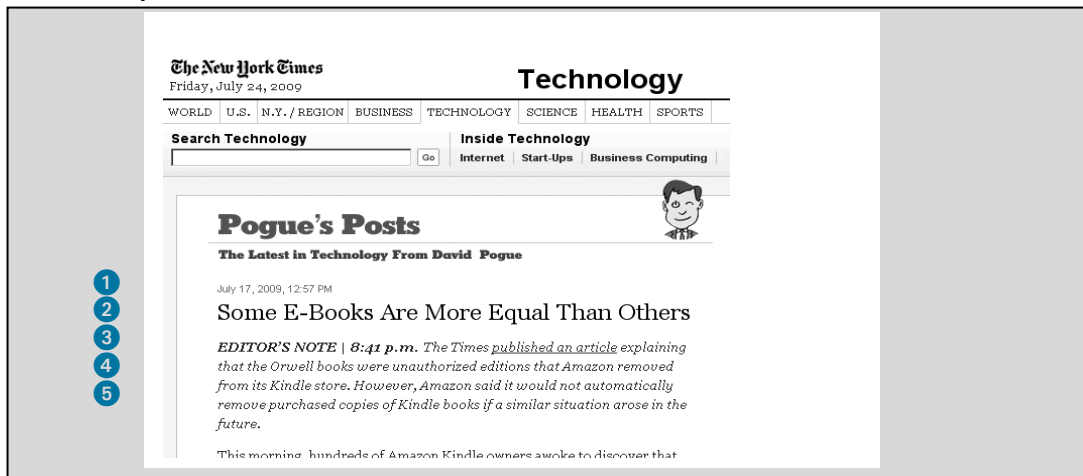 The New York Times
Friday, July 24, 2009
Technology
WORLD U.S. N.Y. / REGION BUSINESS TECHNOLOGY SCIENCE HEALTH SPORTS
Search Technology
Go
Inside Technology
Internet Start-Ups Business Computing
Pogue's Posts
The Latest in Technology From David Pogue
1
July 17, 2009, 12:57 PM
2
Some E-Books Are More Equal Than Others
3
EDITOR'S NOTE | 8:41 p.m. The Times published an article explaining
4
that the Orwell books were unauthorized editions that Amazon removed
5
from its Kindle store. However, Amazon said it would not automatically
remove purchased copies of Kindle books if a similar situation arose in the
future.
This morning, hundreds of Amazon Kindle owners awoke to discover that